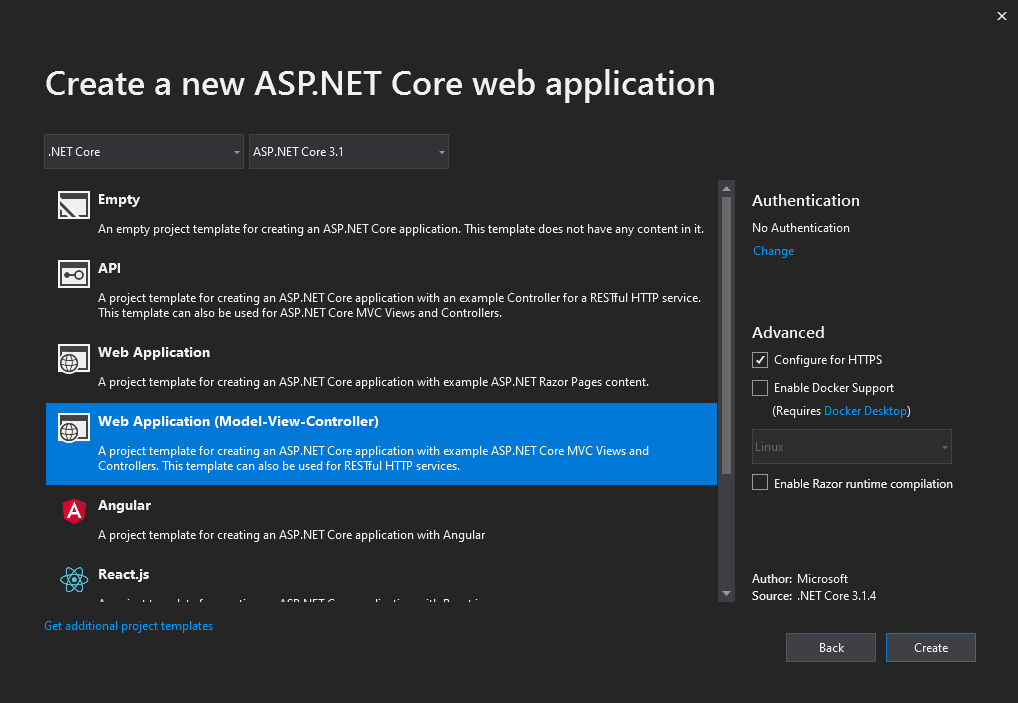 Create a new ASP.NET Core web application
.NET Core
ASP.NET Core 3.1
Empty
An empty project template for creating an ASP.NET Core application. This template does not have any content in it.
API
A project template for creating an ASP.NET Core application with an example Controller for a RESTful HTTP service.
This template can also be used for ASP.NET Core MVC Views and Controllers.
Web Application
A project template for creating an ASP.NET Core application with example ASP.NET Razor Pages content.
Web Application (Model-View-Controller)
A project template for creating an ASP.NET Core application with example ASP.NET Core MVC Views and
Controllers. This template can also be used for RESTful HTTP services.
Angular
A project template for creating an ASP.NET Core application with Angular
React.js
Get additional project templates
Authentication
No Authentication
Change
Advanced
Configure for HTTPS
Enable Docker Support
(Requires Docker Desktop)
Linux
Enable Razor runtime compilation
Author: Microsoft
Source: .NET Core 3.1.4
Back
Create